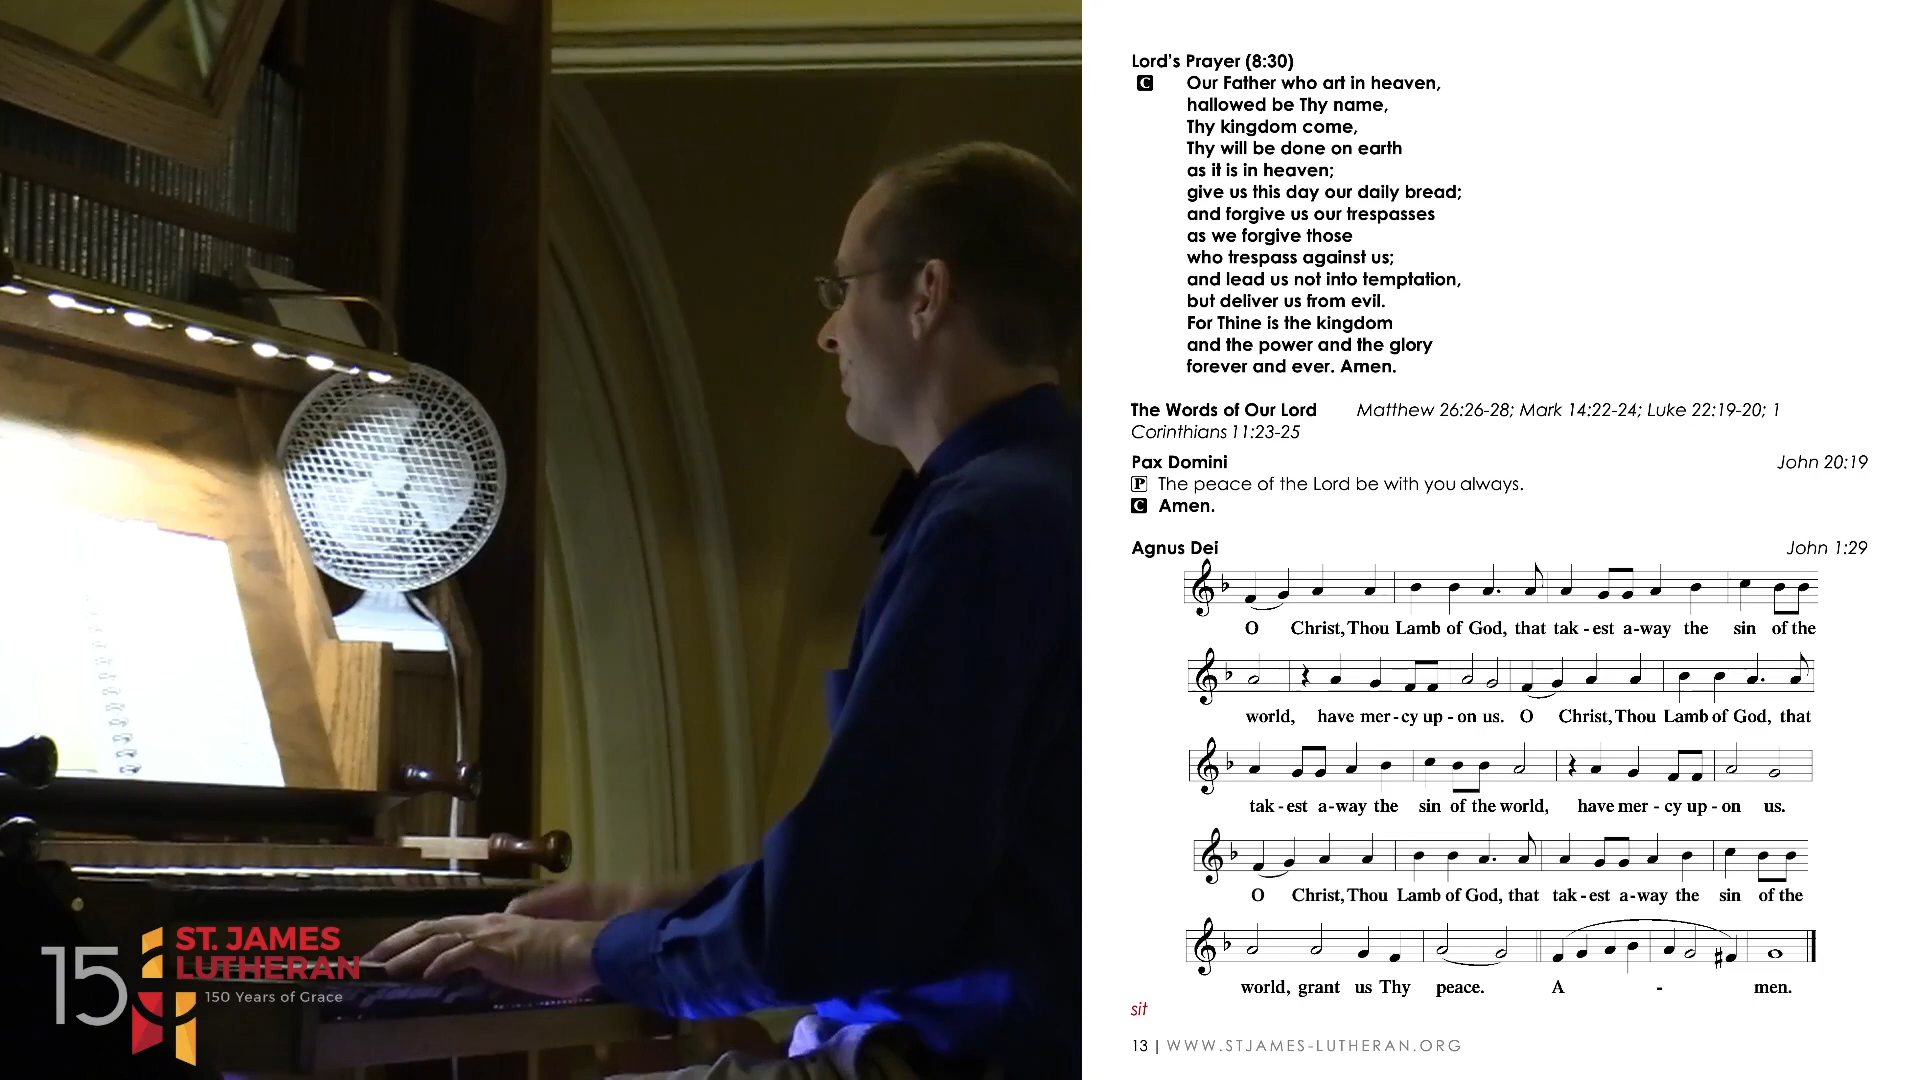 Lord's Prayer (8:30)
C Our Father who art in heaven,
hallowed be Thy name,
Thy kingdom come,
Thy will be done on earth
as it is in heaven;
give us this day our daily bread;
and forgive us our trespasses
as we forgive those
who trespass against us;
and lead us not into temptation,
but deliver us from evil.
For Thine is the kingdom
and the power and the glory
forever and ever. Amen.
The Words of Our Lord Matthew 26:26-28; Mark 14:22-24; Luke 22:19-20; 1
Corinthians 11:23-25
Pax Domini John 20:19
P The peace of the Lord be with you always.
C Amen.
Agnus Dei John 1:29
O Christ, Thou Lamb of God, that tak - est a - way the sin of the
world, have mer - cy up - on us. O Christ, Thou Lamb of God, that
tak - est a - way the sin of the world, have mer - cy up - on us.
O Christ, Thou Lamb of God, that tak - est a - way the sin of the
world, grant us Thy peace. A - men.
sit
13 | WWW.STJAMES-LUTHERAN.ORG
150
ST. JAMES
LUTHERAN
150 Years of Grace